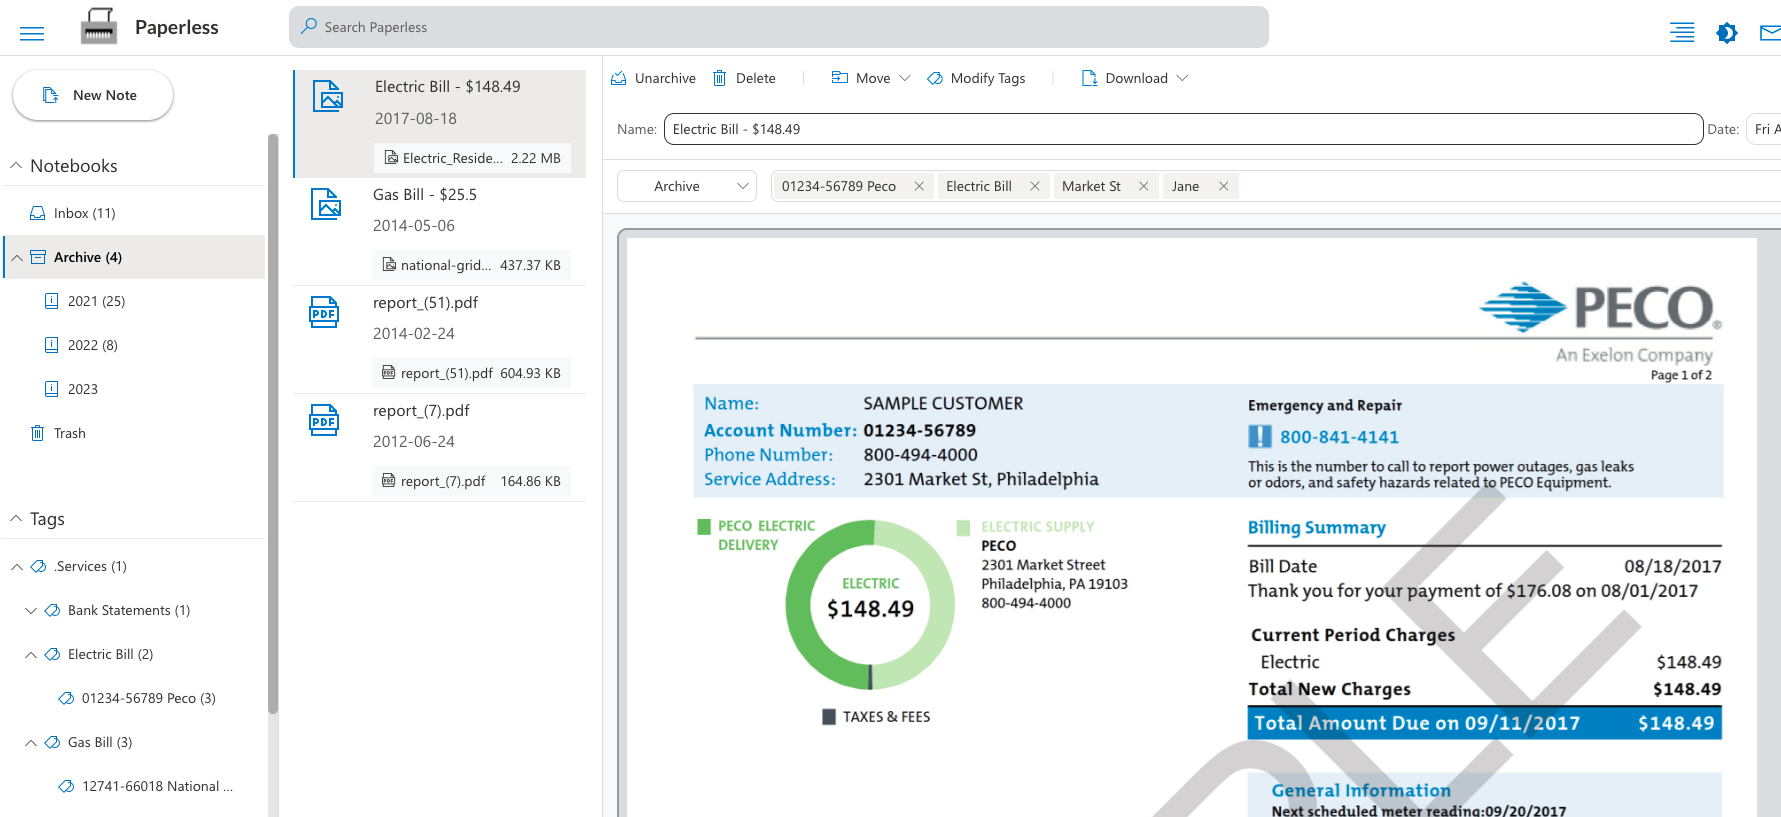 Paperless
Search Paperless
New Note
Notebooks
Inbox (11)
Archive (4)
2021 (25)
2022 (8)
2023
Trash
Tags
.Services (1)
Bank Statements (1)
Electric Bill (2)
01234-56789 Peco (3)
Gas Bill (3)
12741-66018 National ...
Electric Bill - $148.49
2017-08-18
Electric_Reside... 2.22 MB
Gas Bill - $25.5
2014-05-06
national-grid... 437.37 KB
PDF
report_(51).pdf
2014-02-24
report_(51).pdf 604.93 KB
PDF
report_(7).pdf
2012-06-24
report_(7).pdf 164.86 KB
Unarchive Delete Move Modify Tags Download
Name: Electric Bill - $148.49 Date: Fri A
Archive 01234-56789 Peco Electric Bill Market St Jane
PECO®
An Exelon Company
Page 1 of 2
Name: SAMPLE CUSTOMER
Account Number: 01234-56789
Phone Number: 800-494-4000
Service Address: 2301 Market St, Philadelphia
Emergency and Repair
800-841-4141
This is the number to call to report power outages, gas leaks
or odors, and safety hazards related to PECO Equipment.
PECO ELECTRIC
DELIVERY
ELECTRIC
$148.49
TAXES & FEES
ELECTRIC SUPPLY
PECO
2301 Market Street
Philadelphia, PA 19103
800-494-4000
Billing Summary
Bill Date 08/18/2017
Thank you for your payment of $176.08 on 08/01/2017
Current Period Charges
Electric $148.49
Total New Charges $148.49
Total Amount Due on 09/11/2017 $148.49
General Information
Next scheduled meter reading:09/20/2017